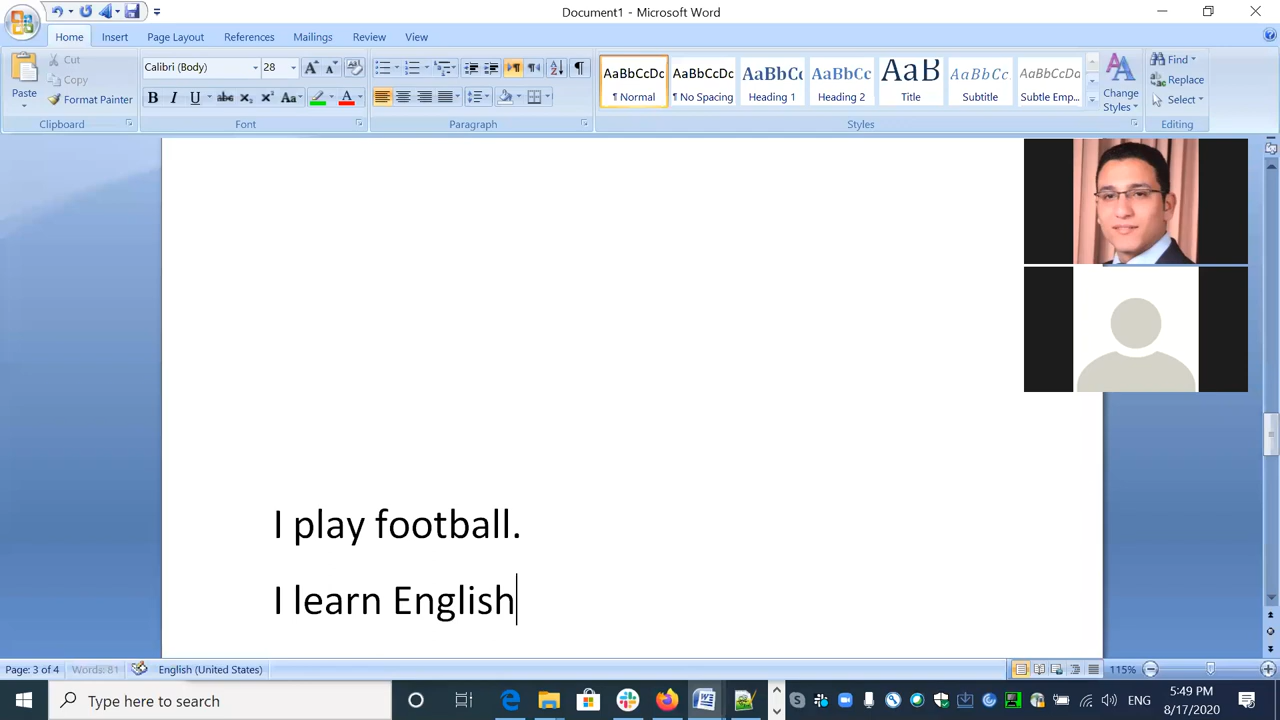 Document1 - Microsoft Word
Home Insert Page Layout References Mailings Review View
Paste
Cut
Copy
Format Painter
Clipboard
Calibri (Body) 28
Font
Paragraph
AaBbCcDc AaBbCcDc AaBbCc AaBbCc AaB AaBbCc AaBbCcDa
¶ Normal ¶ No Spacing Heading 1 Heading 2 Title Subtitle Subtle Emp...
Change Styles
Styles
Find
Replace
Select
Editing
I play football.
I learn English
Page: 3 of 4 Words: 81 English (United States) 115%
Type here to search
ENG
5:49 PM
8/17/2020